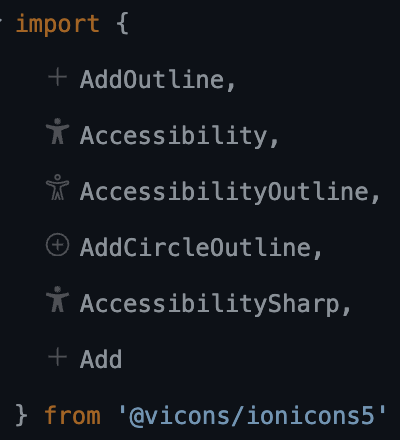 import {
AddOutline,
Accessibility,
AccessibilityOutline,
AddCircleOutline,
AccessibilitySharp,
Add
} from '@vicons/ionicons5'